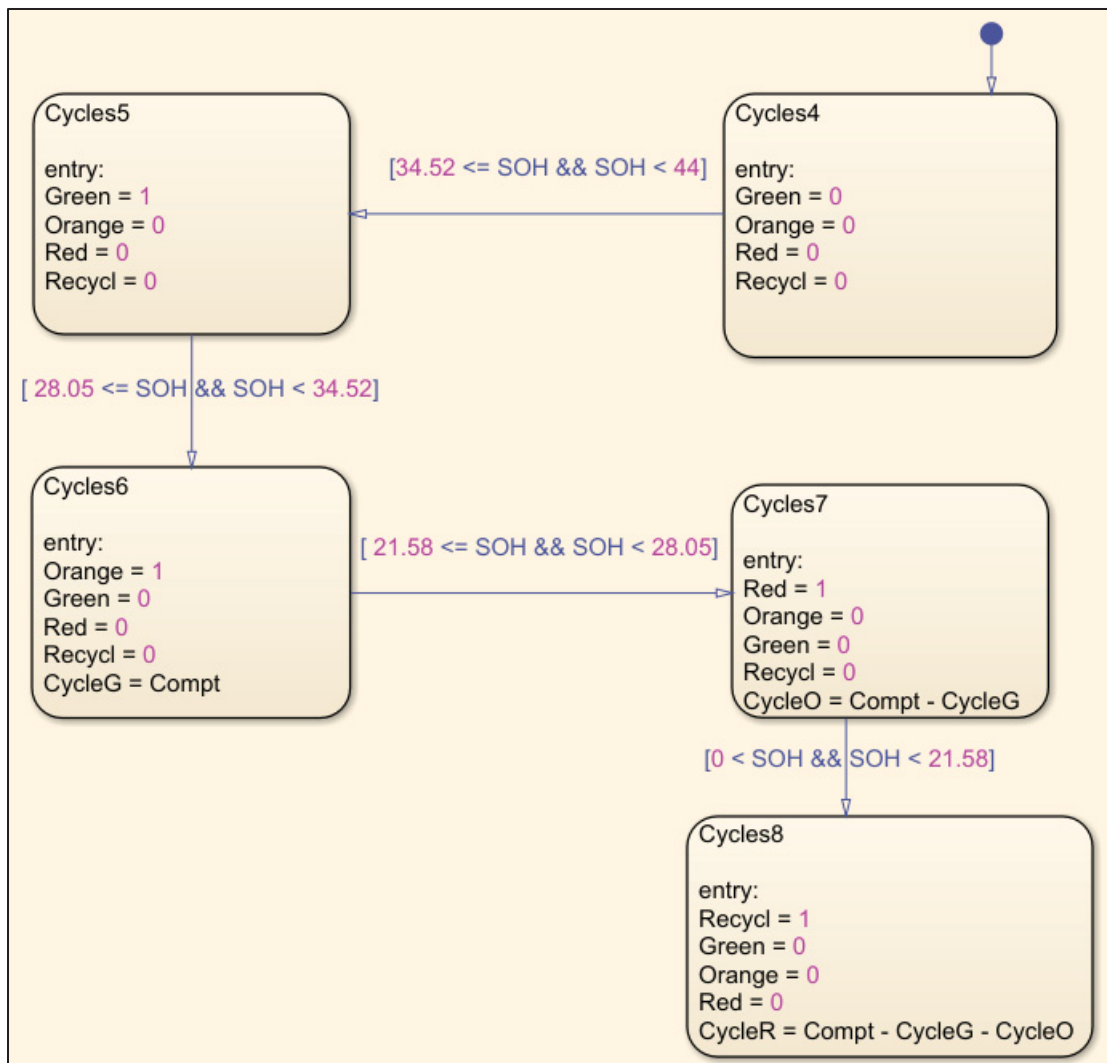 Cycles4
entry:
Green = 0
Orange = 0
Red = 0
Recycl = 0
[34.52 <= SOH && SOH < 44]
Cycles5
entry:
Green = 1
Orange = 0
Red = 0
Recycl = 0
[ 28.05 <= SOH && SOH < 34.52]
Cycles6
entry:
Orange = 1
Green = 0
Red = 0
Recycl = 0
CycleG = Compt
[ 21.58 <= SOH && SOH < 28.05]
Cycles7
entry:
Red = 1
Orange = 0
Green = 0
Recycl = 0
CycleO = Compt - CycleG
[0 < SOH && SOH < 21.58]
Cycles8
entry:
Recycl = 1
Green = 0
Orange = 0
Red = 0
CycleR = Compt - CycleG - CycleO